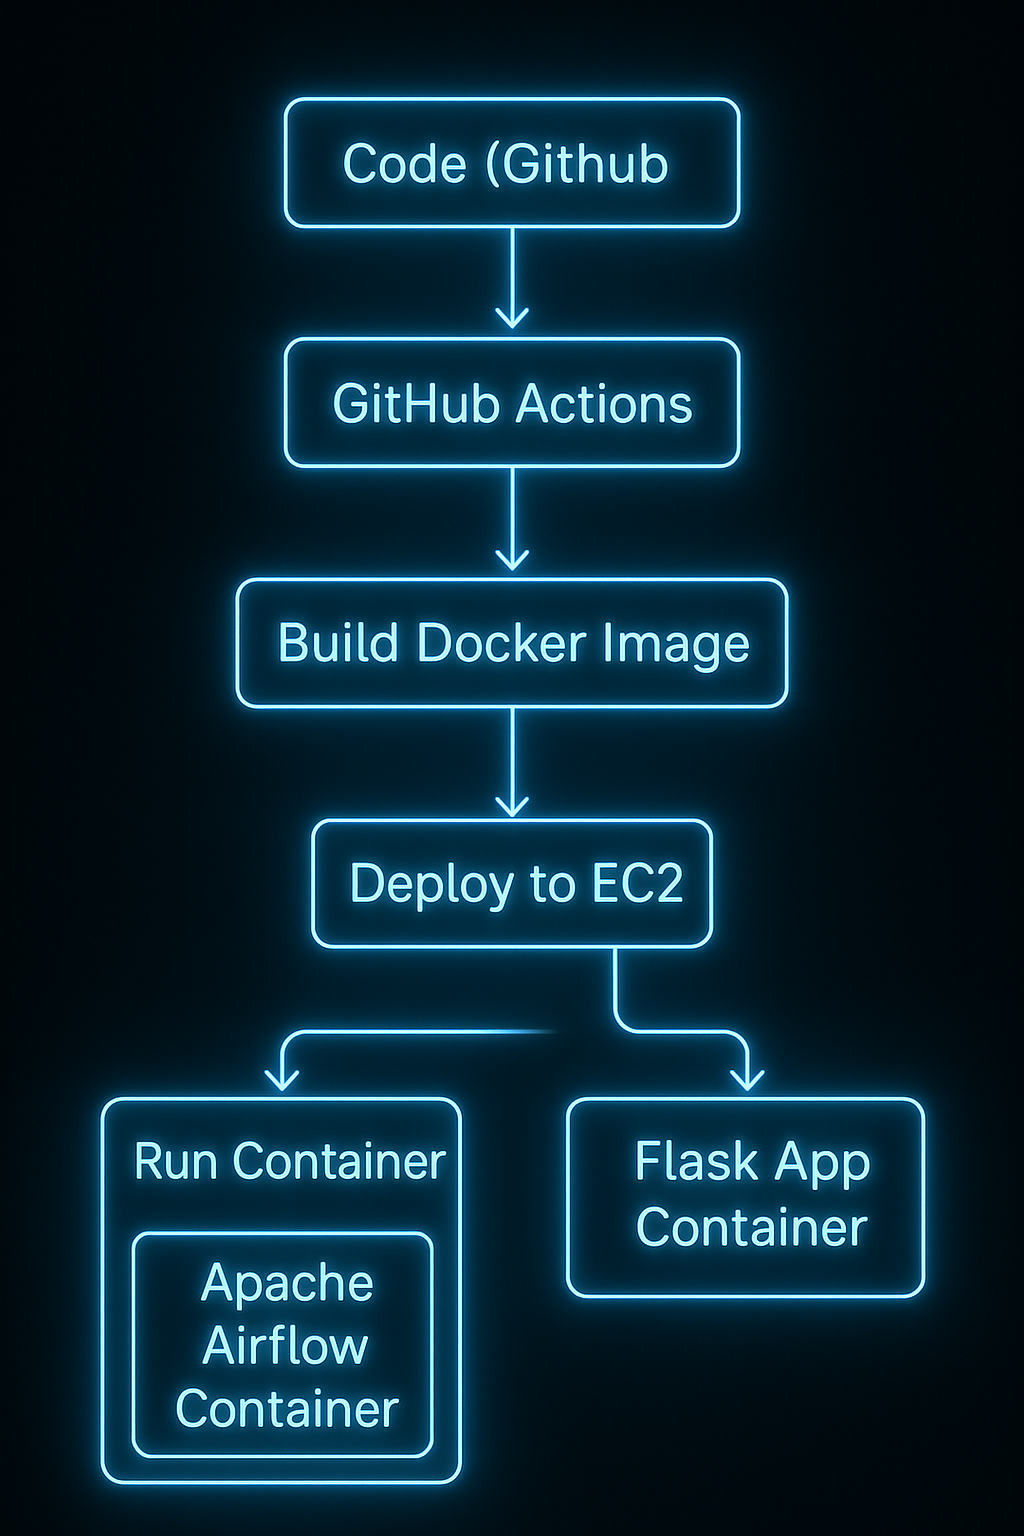 Code (Github
GitHub Actions
Build Docker Image
Deploy to EC2
Run Container
Apache
Airflow
Container
Flask App
Container